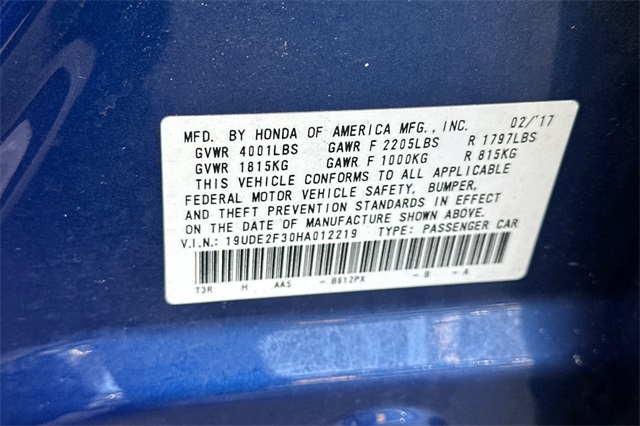 MFD. BY HONDA OF AMERICA MFG., INC. 02/'17
GVWR 4001LBS GAWR F 2205LBS R 1797LBS
GVWR 1815KG GAWR F 1000KG R 815KG
THIS VEHICLE CONFORMS TO ALL APPLICABLE
FEDERAL MOTOR VEHICLE SAFETY, BUMPER,
AND THEFT PREVENTION STANDARDS IN EFFECT
ON THE DATE OF MANUFACTURE SHOWN ABOVE.
V.I.N.: 19UDE2F30HA012219 TYPE: PASSENGER CAR
T3R H AAS - B612PX - B - A